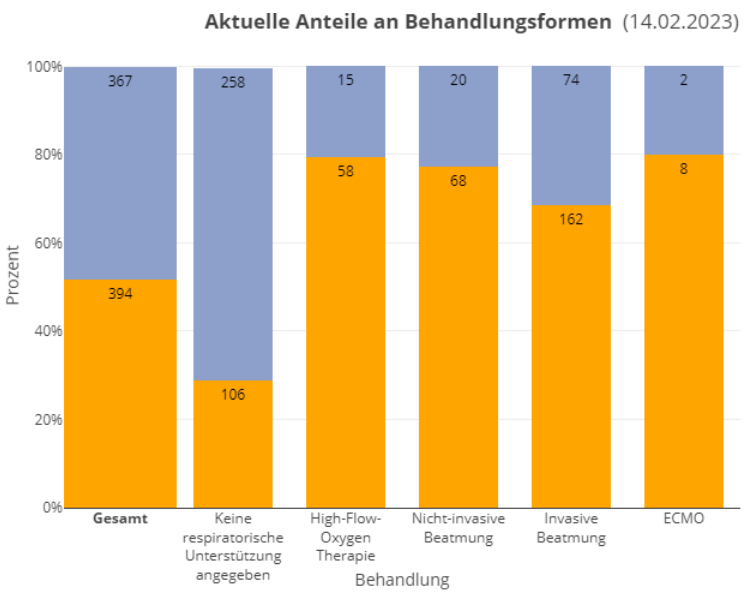 Aktuelle Anteile an Behandlungsformen (14.02.2023)
100%
80%
60%
40%
20%
0%
Prozent
367
258
15
20
74
2
394
106
58
68
162
8
Gesamt
Keine
respiratorische
Unterstützung
angegeben
High-Flow-
Oxygen
Therapie
Nicht-invasive
Beatmung
Invasive
Beatmung
ECMO
Behandlung